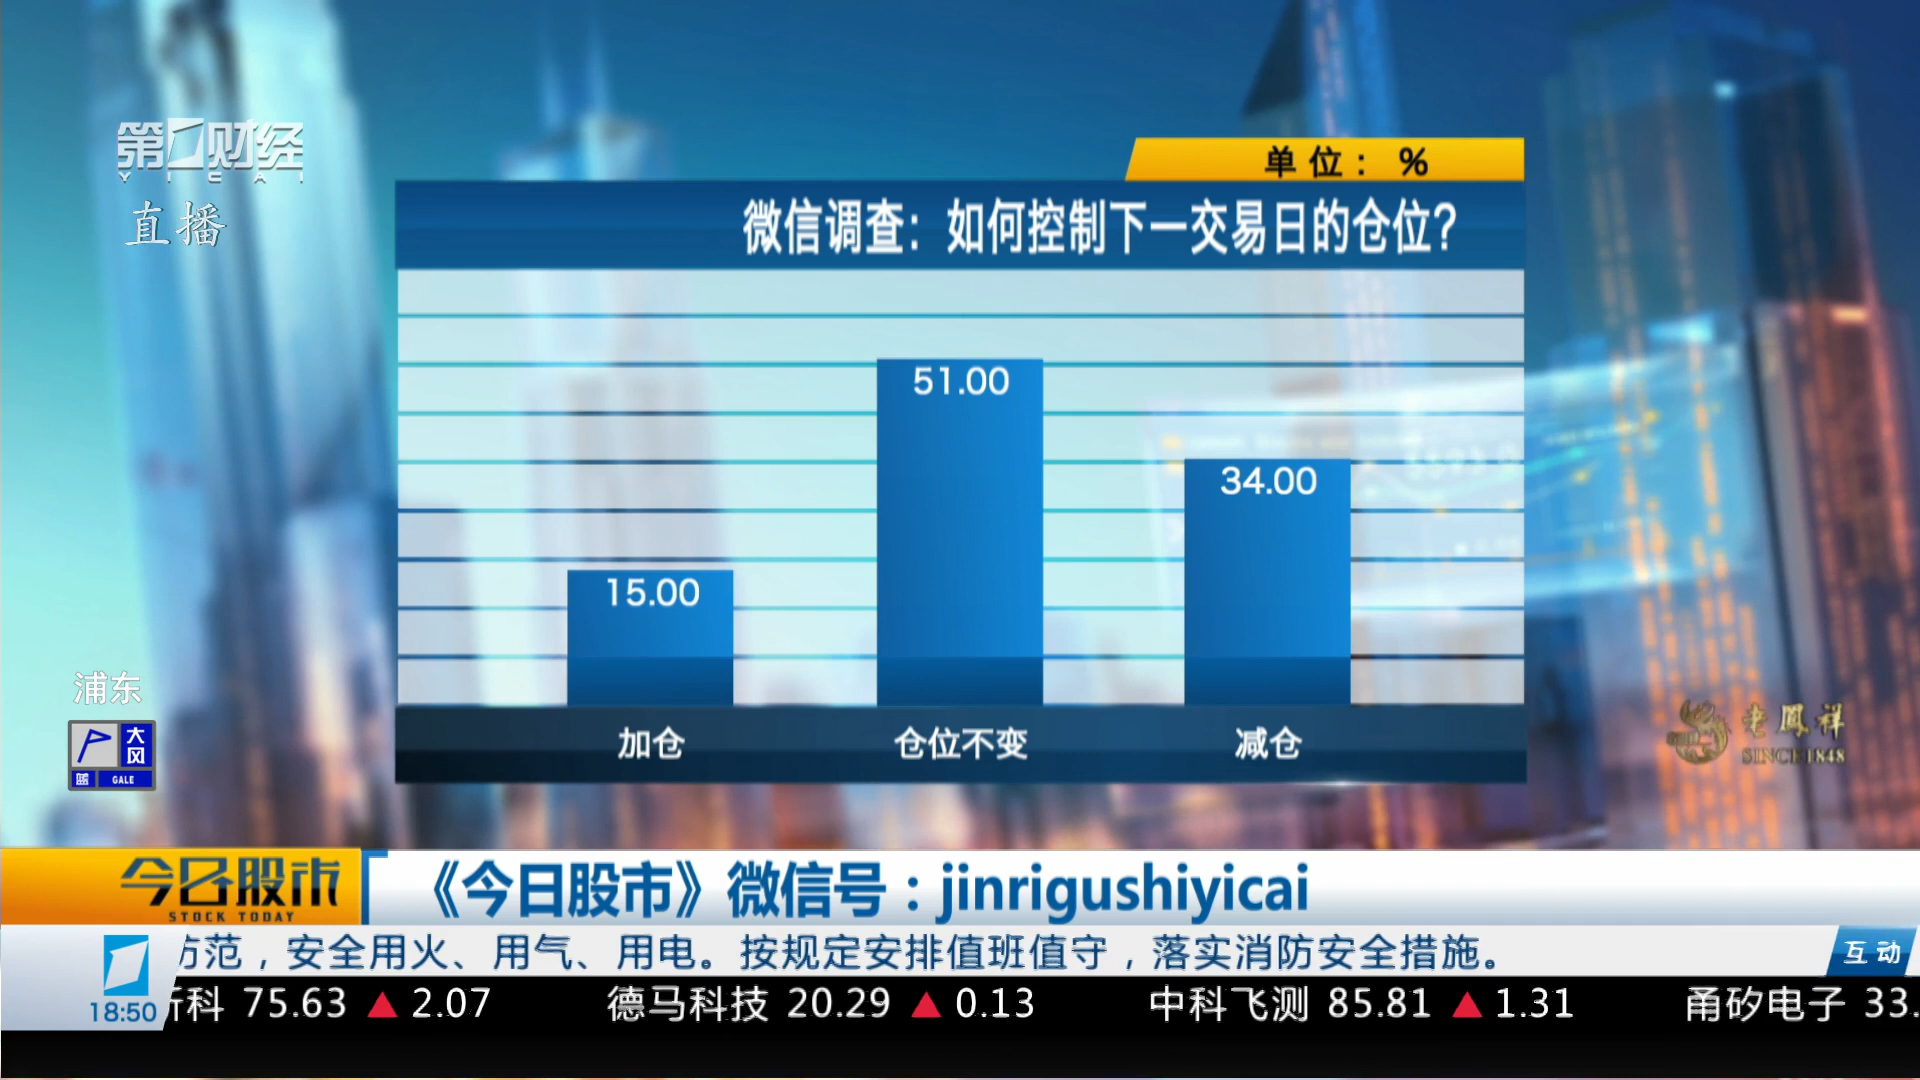 第一财经
YICAI
直播
单位：%
微信调查：如何控制下一交易日的仓位？
51.00
34.00
15.00
加仓 仓位不变 减仓
浦东
大风
蓝 GALE
老鳳祥
SINCE 1848
今日股市
STOCK TODAY
《今日股市》微信号：jinrigushiyicai
防范，安全用火、用气、用电。按规定安排值班值守，落实消防安全措施。
互动
18:50
科 75.63 ▲ 2.07 德马科技 20.29 ▲ 0.13 中科飞测 85.81 ▲ 1.31 甬矽电子 33.